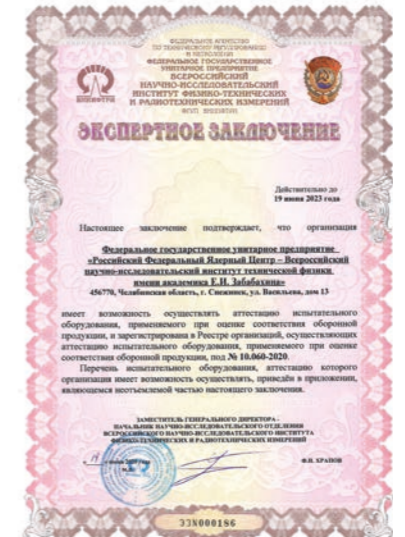 ФЕДЕРАЛЬНОЕ АГЕНТСТВО
ПО ТЕХНИЧЕСКОМУ РЕГУЛИРОВАНИЮ
И МЕТРОЛОГИИ
ФЕДЕРАЛЬНОЕ ГОСУДАРСТВЕННОЕ
УНИТАРНОЕ ПРЕДПРИЯТИЕ
ВСЕРОССИЙСКИЙ
НАУЧНО-ИССЛЕДОВАТЕЛЬСКИЙ
ИНСТИТУТ ФИЗИКО-ТЕХНИЧЕСКИХ
И РАДИОТЕХНИЧЕСКИХ ИЗМЕРЕНИЙ
ВНИИФТРИ
ЭКСПЕРТНОЕ ЗАКЛЮЧЕНИЕ
Действительно до
19 июня 2023 года
Настоящее заключение подтверждает, что организация
Федеральное государственное унитарное предприятие
«Российский Федеральный Ядерный Центр – Всероссийский
научно-исследовательский институт технической физики
имени академика Е.И. Забабахина»
456770, Челябинская область, г. Снежинск, ул. Васильева, дом 13
имеет возможность осуществлять аттестацию испытательного
оборудования, применяемого при оценке соответствия оборонной
продукции, и зарегистрирована в Реестре организаций, осуществляющих
аттестацию испытательного оборудования, применяемого при оценке
соответствия оборонной продукции, под № 10.060-2020.
Перечень испытательного оборудования, аттестацию которого
организация имеет возможность осуществлять, приведён в приложении,
являющемся неотъемлемой частью настоящего заключения.
ЗАМЕСТИТЕЛЬ ГЕНЕРАЛЬНОГО ДИРЕКТОРА -
НАЧАЛЬНИК НАУЧНО-ИССЛЕДОВАТЕЛЬСКОГО ОТДЕЛЕНИЯ
ВСЕРОССИЙСКОГО НАУЧНО-ИССЛЕДОВАТЕЛЬСКОГО ИНСТИТУТА
ФИЗИКО-ТЕХНИЧЕСКИХ И РАДИОТЕХНИЧЕСКИХ ИЗМЕРЕНИЙ
Ф.И. ХРАПОВ
ЭЗN000186